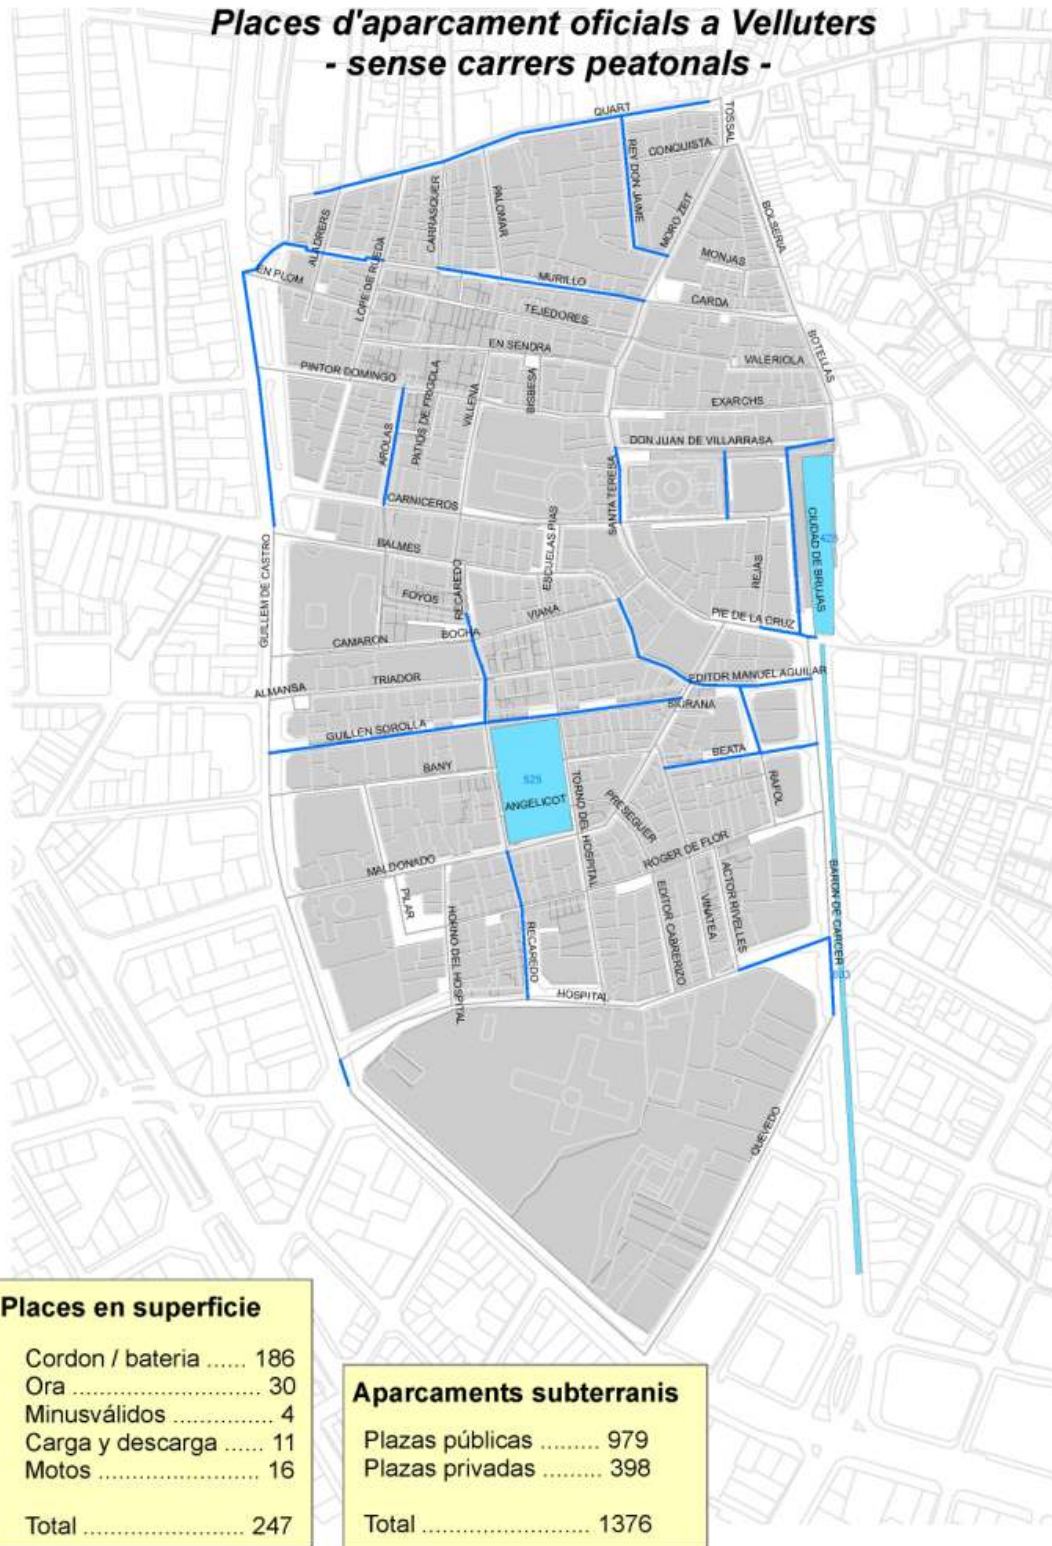 Places d'aparcament oficials a Velluters
- sense carrers peatonals -
QUART
TOSSAL
CONQUISTA
REY DON JAIME
CARRASQUER
PALOMAR
MORO ZEIT
BOLSERIA
ALADRERS
LOPE DE RUEDA
MONJAS
EN PLOM
MURILLO
CARDA
TEJEDORES
EN SENDRA
BOTELLAS
VALERIOLA
PINTOR DOMINGO
PATIOS DE FRIGOLA
VILLENA
BISBESA
EXARCHS
AROLAS
DON JUAN DE VILLARRASA
SANTA TERESA
CARNICEROS
ESCUELAS PIAS
CIUDAD DE BRUJAS
GUILLEM DE CASTRO
BALMES
REJAS
RECAREDO
FOYOS
VIANA
PIE DE LA CRUZ
CAMARON
BOCHA
TRIADOR
EDITOR MANUEL AGUILAR
ALMANSA
GUILLEN SOROLLA
BIGRANA
BANY
BEATA
525
TORNO DEL HOSPITAL
RAFOL
ANGELICOT
PRESEGUER
MALDONADO
ROGER DE FLOR
BARON DE CARCER
PILAR
HORNO DEL HOSPITAL
RECAREDO
EDITOR CABRERIZO
VINATEA
ACTOR RIVELLES
HOSPITAL
QUEVEDO
Places en superficie
Cordon / bateria ...... 186
Ora .......................... 30
Minusválidos ............... 4
Carga y descarga ...... 11
Motos ....................... 16
Total ....................... 247
Aparcaments subterranis
Plazas públicas ......... 979
Plazas privadas ......... 398
Total ........................ 1376